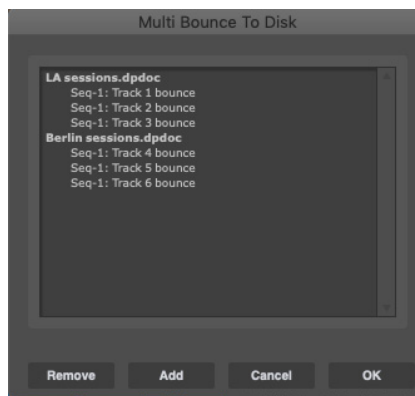 Multi Bounce To Disk
LA sessions.dpdoc
Seq-1: Track 1 bounce
Seq-1: Track 2 bounce
Seq-1: Track 3 bounce
Berlin sessions.dpdoc
Seq-1: Track 4 bounce
Seq-1: Track 5 bounce
Seq-1: Track 6 bounce
Remove Add Cancel OK